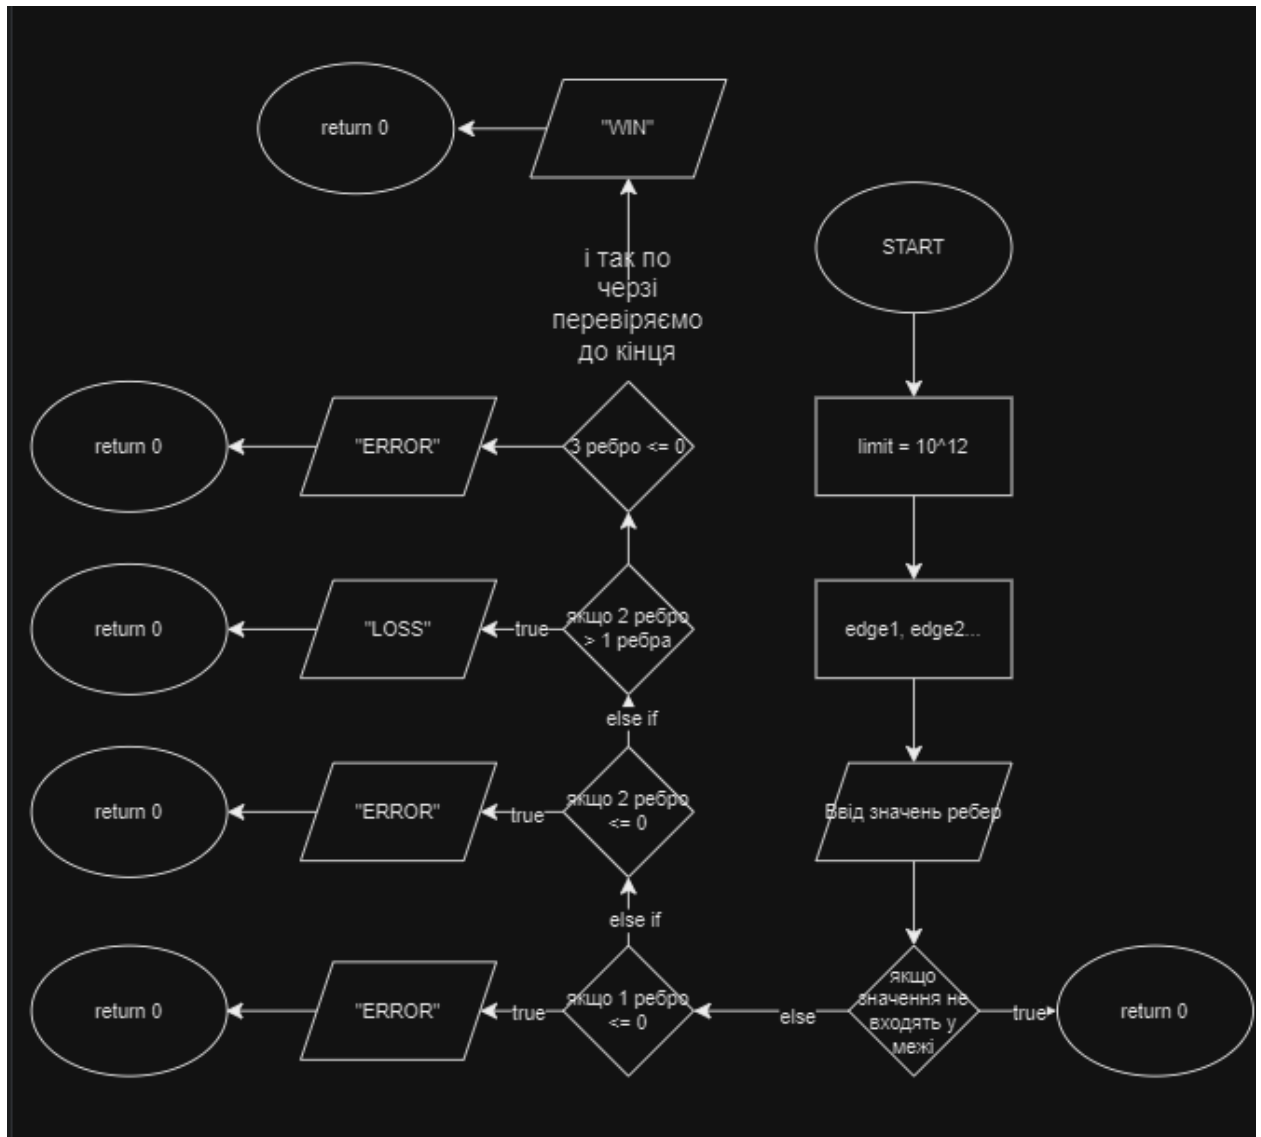 return 0
"WIN"
START
і так по
черзі
перевіряємо
до кінця
return 0
"ERROR"
3 ребро <= 0
limit = 10^12
return 0
"LOSS"
true
якщо 2 ребро
> 1 ребра
edge1, edge2...
else if
return 0
"ERROR"
true
якщо 2 ребро
<= 0
Ввід значень ребер
else if
return 0
"ERROR"
true
якщо 1 ребро
<= 0
else
якщо
значення не
входять у
межі
true
return 0